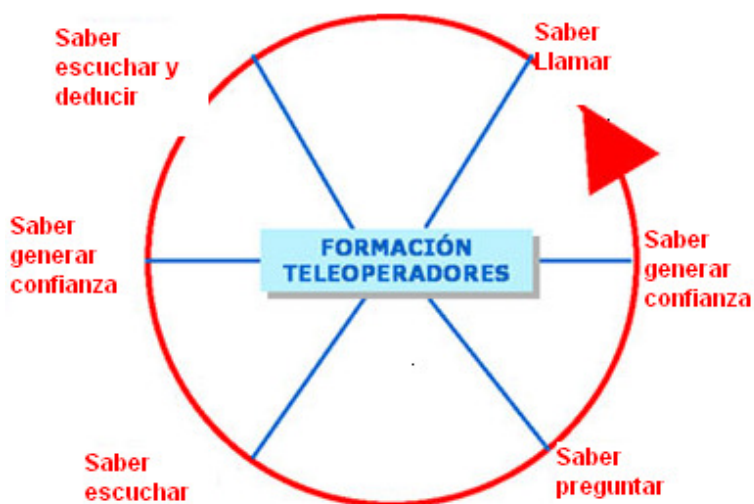 Saber
escuchar y
deducir
Saber
Llamar
Saber
generar
confianza
FORMACIÓN
TELEOPERADORES
Saber
generar
confianza
Saber
escuchar
Saber
preguntar